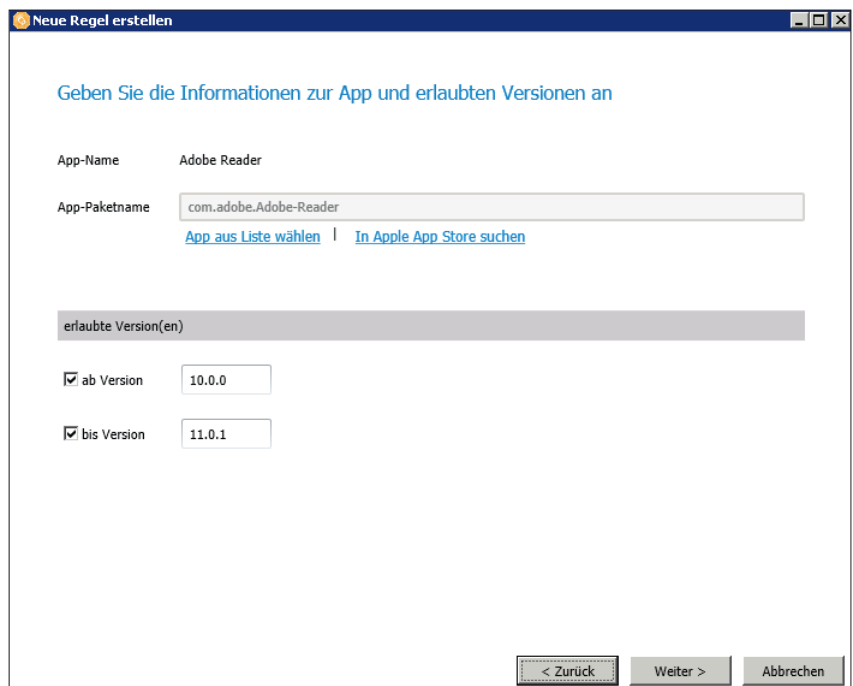 Neue Regel erstellen
Geben Sie die Informationen zur App und erlaubten Versionen an
App-Name Adobe Reader
App-Paketname com.adobe.Adobe-Reader
App aus Liste wählen | In Apple App Store suchen
erlaubte Version(en)
ab Version 10.0.0
bis Version 11.0.1
< Zurück Weiter > Abbrechen